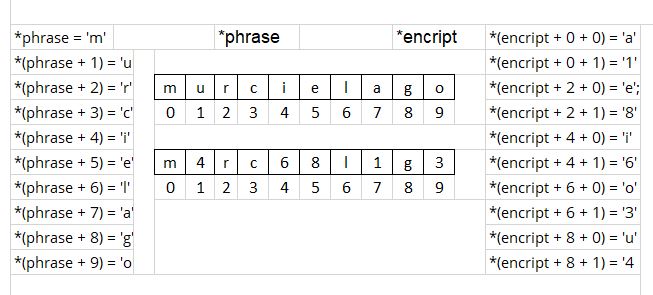 *phrase = 'm' *phrase *encript *(encript + 0 + 0) = 'a'
*(phrase + 1) = 'u *(encript + 0 + 1) = '1'
*(phrase + 2) = 'r' m u r c i e l a g o *(encript + 2 + 0) = 'e';
*(phrase + 3) = 'c' 0 1 2 3 4 5 6 7 8 9 *(encript + 2 + 1) = '8'
*(phrase + 4) = 'i' *(encript + 4 + 0) = 'i'
*(phrase + 5) = 'e' m 4 r c 6 8 l 1 g 3 *(encript + 4 + 1) = '6'
*(phrase + 6) = 'l' 0 1 2 3 4 5 6 7 8 9 *(encript + 6 + 0) = 'o'
*(phrase + 7) = 'a' *(encript + 6 + 1) = '3'
*(phrase + 8) = 'g' *(encript + 8 + 0) = 'u'
*(phrase + 9) = 'o *(encript + 8 + 1) = '4